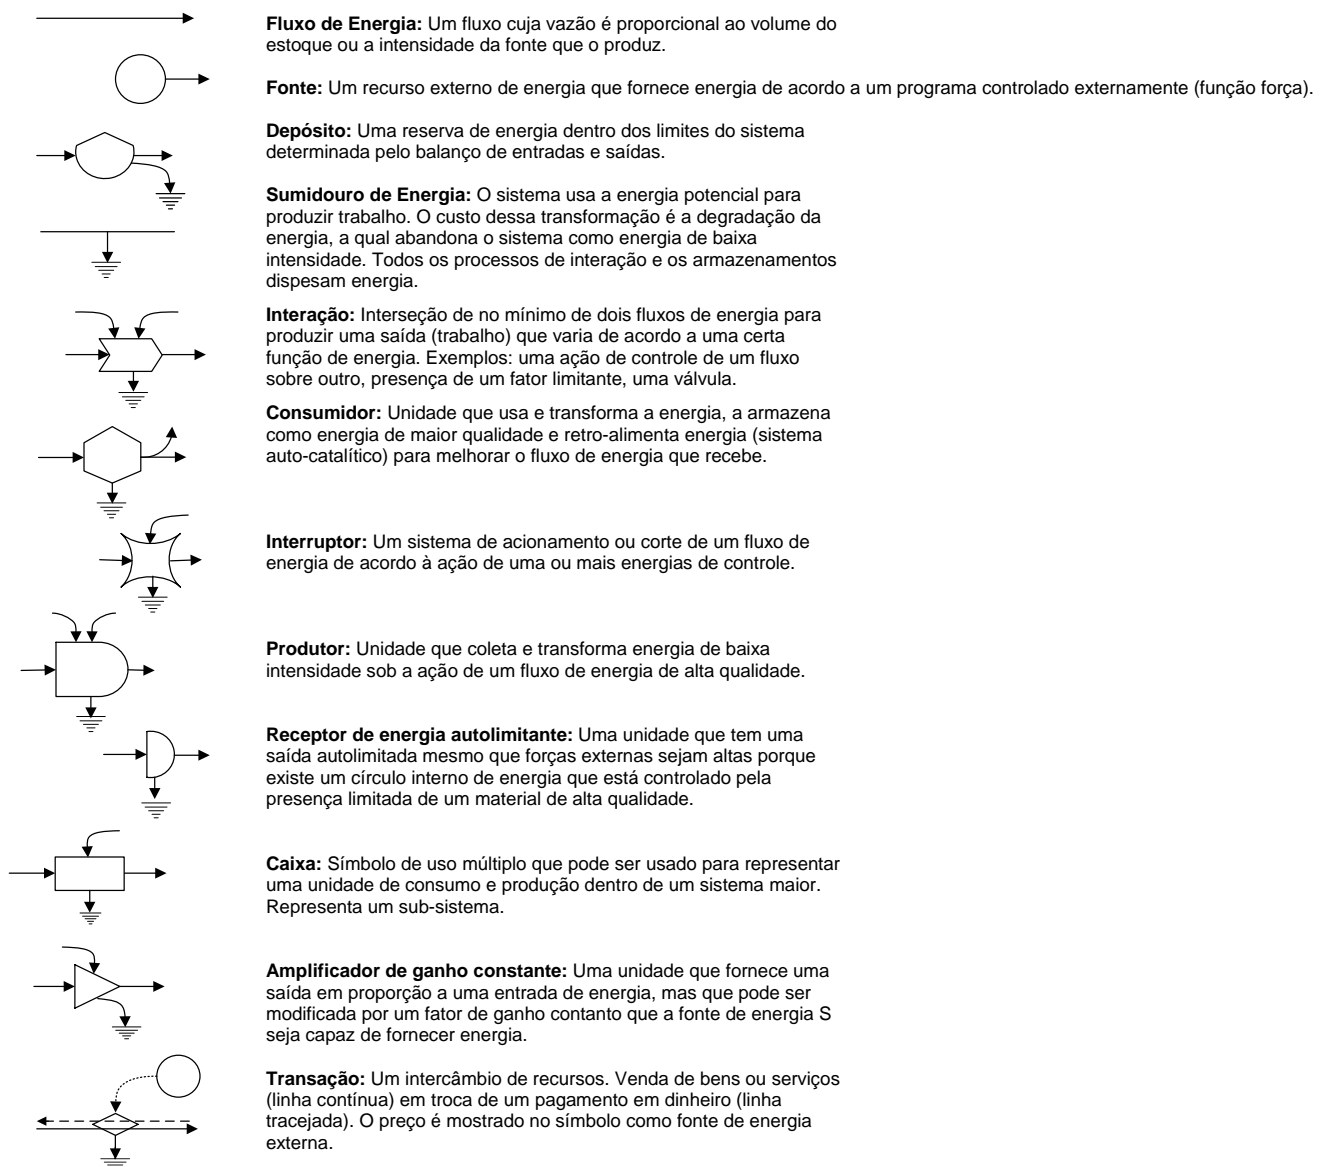 Fluxo de Energia: Um fluxo cuja vazão é proporcional ao volume do
estoque ou a intensidade da fonte que o produz.
Fonte: Um recurso externo de energia que fornece energia de acordo a um programa controlado externamente (função força).
Depósito: Uma reserva de energia dentro dos limites do sistema
determinada pelo balanço de entradas e saídas.
Sumidouro de Energia: O sistema usa a energia potencial para
produzir trabalho. O custo dessa transformação é a degradação da
energia, a qual abandona o sistema como energia de baixa
intensidade. Todos os processos de interação e os armazenamentos
dispesam energia.
Interação: Interseção de no mínimo de dois fluxos de energia para
produzir uma saída (trabalho) que varia de acordo a uma certa
função de energia. Exemplos: uma ação de controle de um fluxo
sobre outro, presença de um fator limitante, uma válvula.
Consumidor: Unidade que usa e transforma a energia, a armazena
como energia de maior qualidade e retro-alimenta energia (sistema
auto-catalítico) para melhorar o fluxo de energia que recebe.
Interruptor: Um sistema de acionamento ou corte de um fluxo de
energia de acordo à ação de uma ou mais energias de controle.
Produtor: Unidade que coleta e transforma energia de baixa
intensidade sob a ação de um fluxo de energia de alta qualidade.
Receptor de energia autolimitante: Uma unidade que tem uma
saída autolimitada mesmo que forças externas sejam altas porque
existe um círculo interno de energia que está controlado pela
presença limitada de um material de alta qualidade.
Caixa: Símbolo de uso múltiplo que pode ser usado para representar
uma unidade de consumo e produção dentro de um sistema maior.
Representa um sub-sistema.
Amplificador de ganho constante: Uma unidade que fornece uma
saída em proporção a uma entrada de energia, mas que pode ser
modificada por um fator de ganho contanto que a fonte de energia S
seja capaz de fornecer energia.
Transação: Um intercâmbio de recursos. Venda de bens ou serviços
(linha contínua) em troca de um pagamento em dinheiro (linha
tracejada). O preço é mostrado no símbolo como fonte de energia
externa.